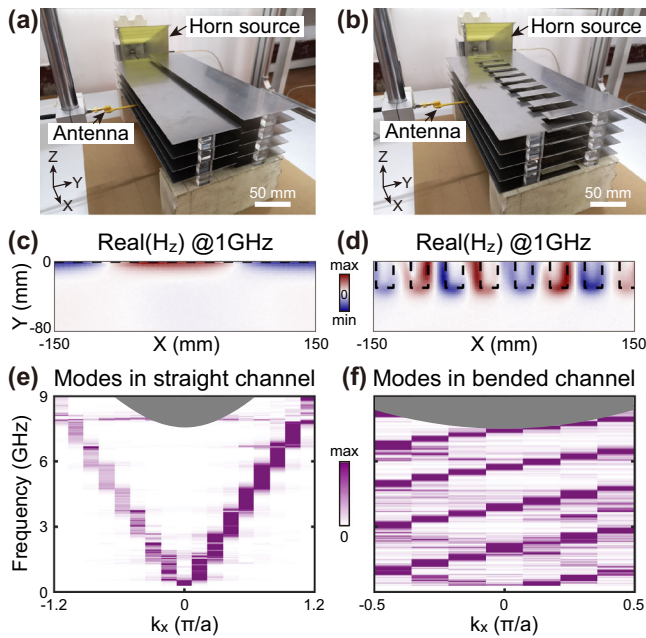 (a)
Horn source
Antenna
Z
Y
X
50 mm
(b)
Horn source
Antenna
Z
Y
X
50 mm
(c)
Real(Hz) @1GHz
0
Y (mm)
-80
-150
X (mm)
150
max
0
min
(d)
Real(Hz) @1GHz
-150
X (mm)
150
(e) Modes in straight channel
9
6
3
0
Frequency (GHz)
-1.2
0
1.2
kx (π/a)
max
0
(f) Modes in bended channel
-0.5
0
0.5
kx (π/a)